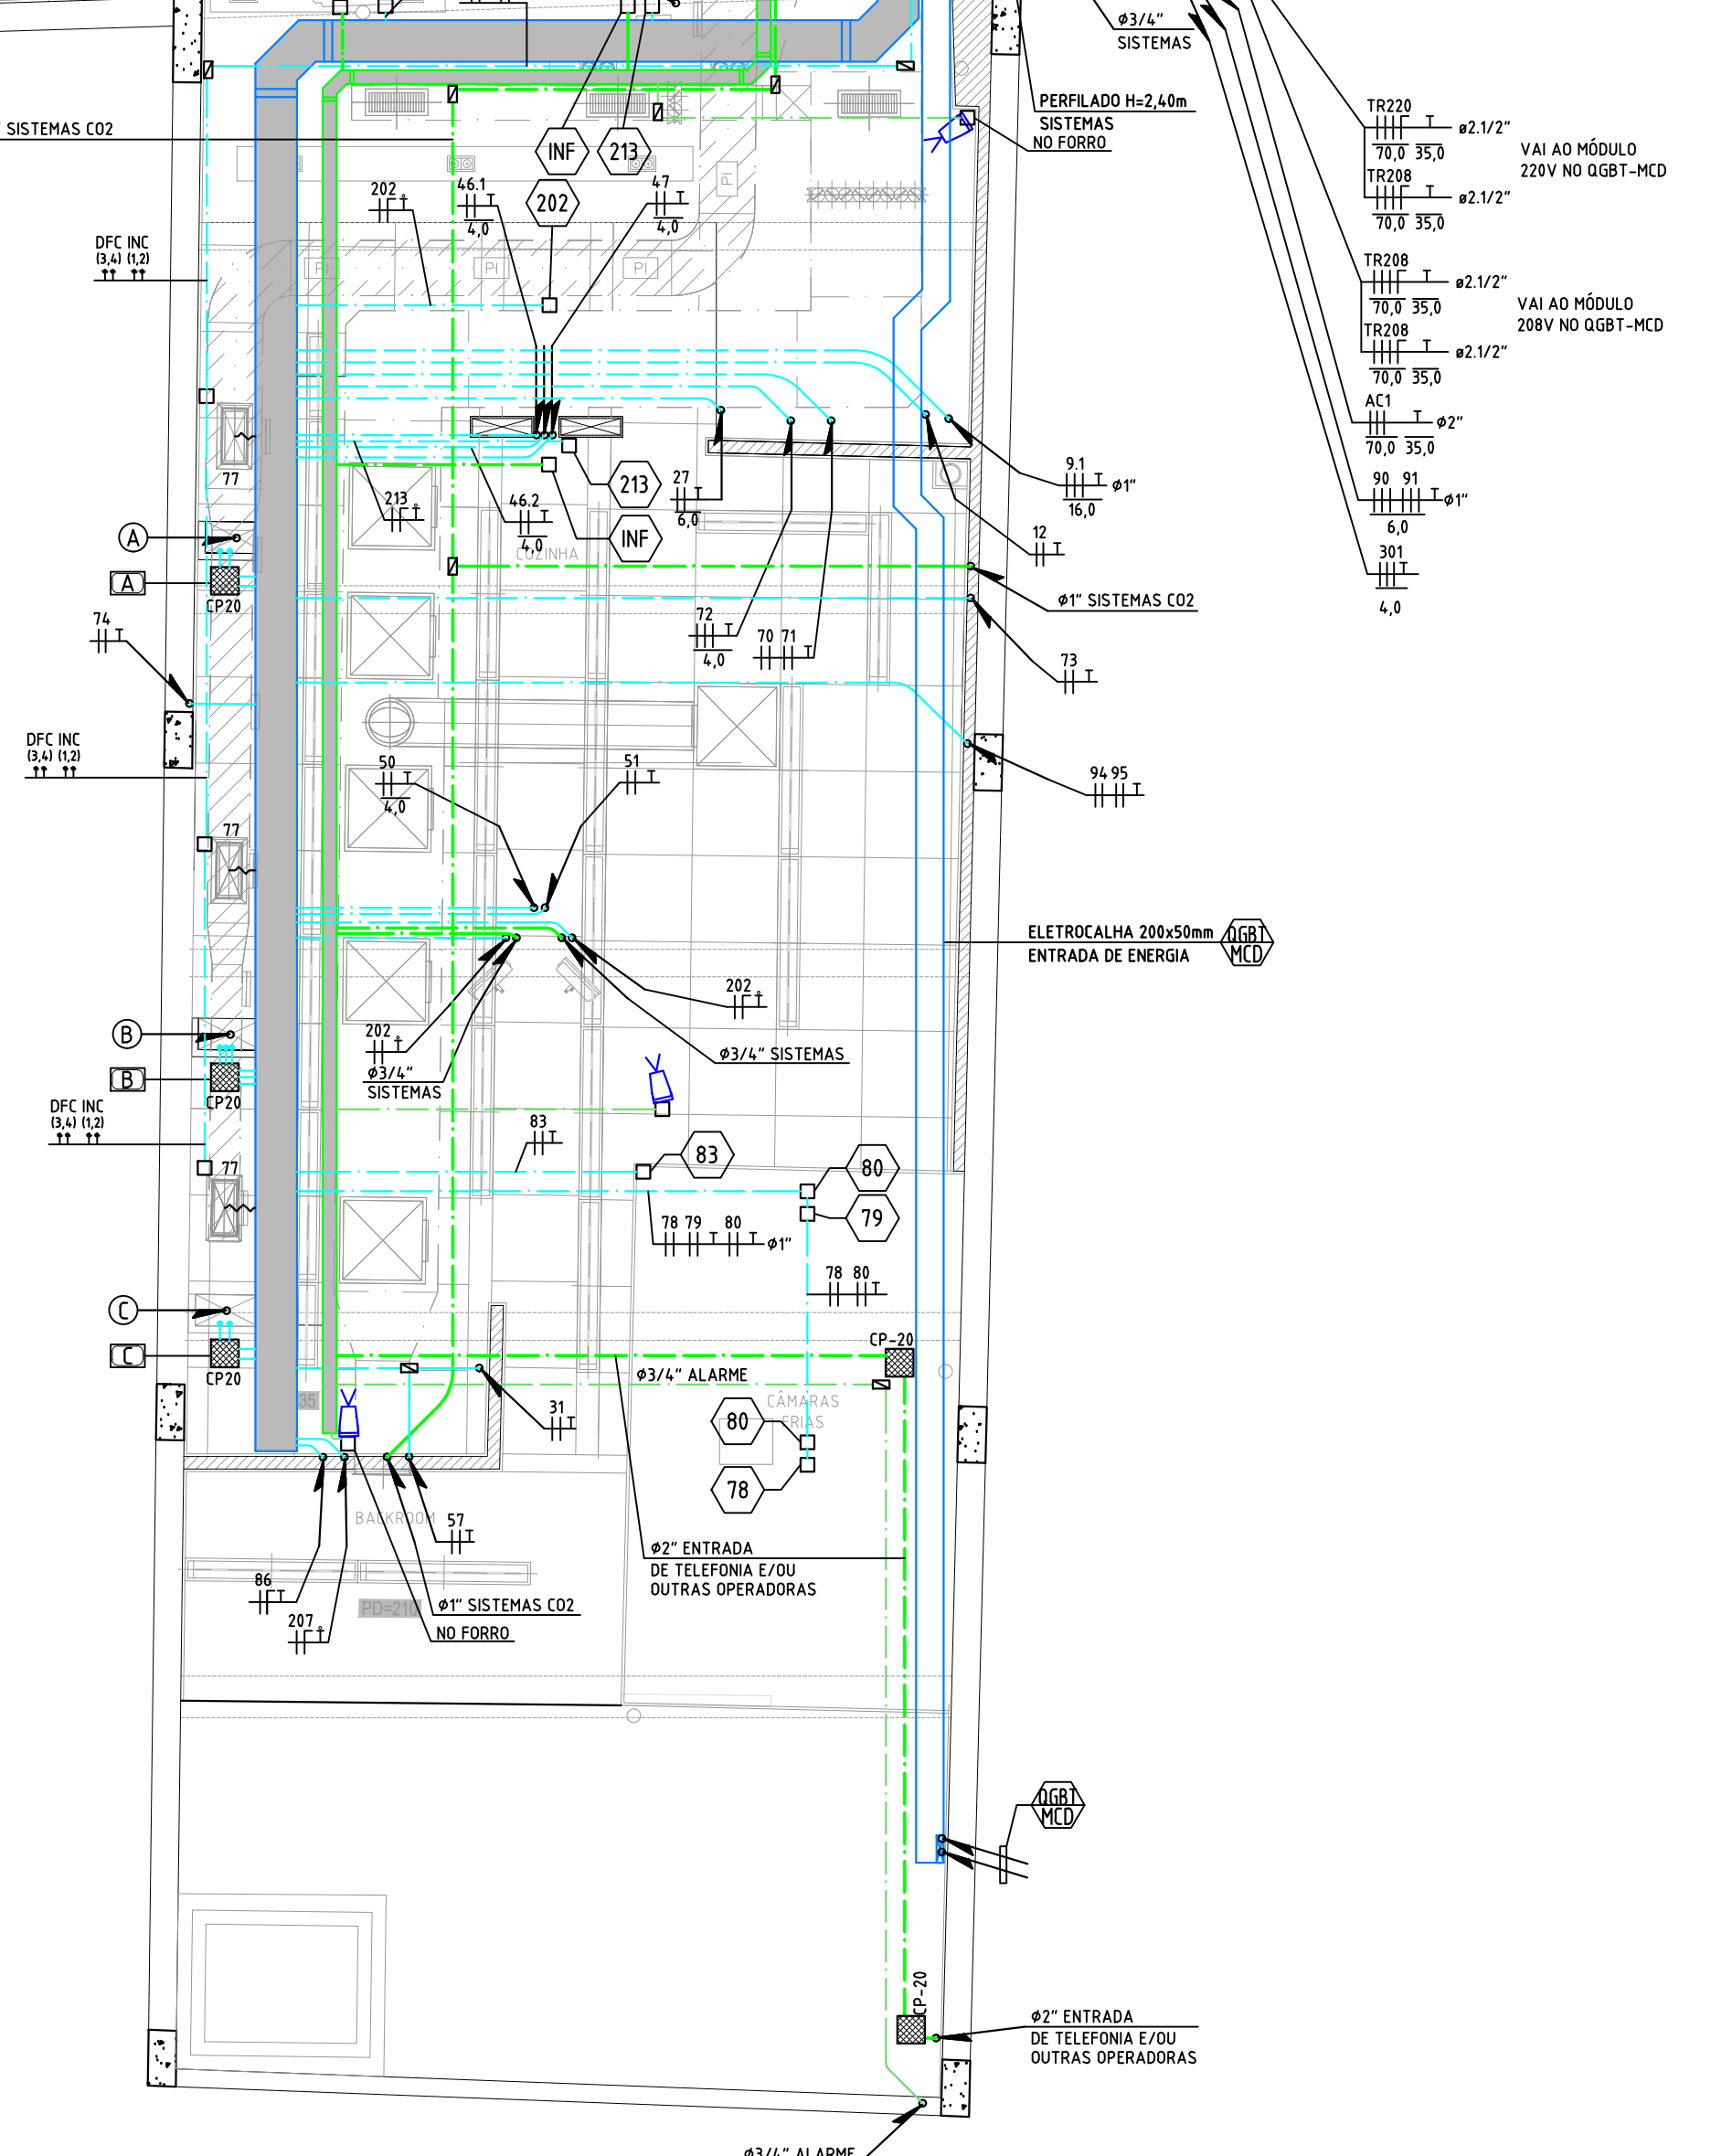 ø3/4"
SISTEMAS
PERFILADO H=2,40m
SISTEMAS
NO FORRO
TR220
ø2.1/2"
70,0 35,0
TR208
ø2.1/2"
70,0 35,0
VAI AO MÓDULO
220V NO QGBT-MCD
SISTEMAS CO2
INF
213
202
PI
202
46.1
4,0
47
4,0
DFC INC
(3,4) (1,2)
PI
PI
PI
TR208
ø2.1/2"
70,0 35,0
TR208
ø2.1/2"
70,0 35,0
VAI AO MÓDULO
208V NO QGBT-MCD
AC1
ø2"
70,0 35,0
90 91
ø1"
6,0
301
4,0
77
213
46.2
4,0
213
INF
27
6,0
9.1
ø1"
16,0
12
COZINHA
A
A
CP20
74
ø1" SISTEMAS CO2
72
4,0
70 71
73
DFC INC
(3,4) (1,2)
50
4,0
51
94 95
77
ELETROCALHA 200x50mm
ENTRADA DE ENERGIA
QGBT
MCD
202
202
ø3/4" SISTEMAS
ø3/4"
SISTEMAS
B
B
CP20
DFC INC
(3,4) (1,2)
83
83
80
79
77
78 79 80
ø1"
78 80
C
C
CP20
CP-20
ø3/4" ALARME
35
31
CÂMARAS
FRIAS
80
78
BACKROOM
57
86
207
PD=210
ø1" SISTEMAS CO2
NO FORRO
ø2" ENTRADA
DE TELEFONIA E/OU
OUTRAS OPERADORAS
QGBT
MCD
CP-20
ø2" ENTRADA
DE TELEFONIA E/OU
OUTRAS OPERADORAS
ø3/4" ALARME